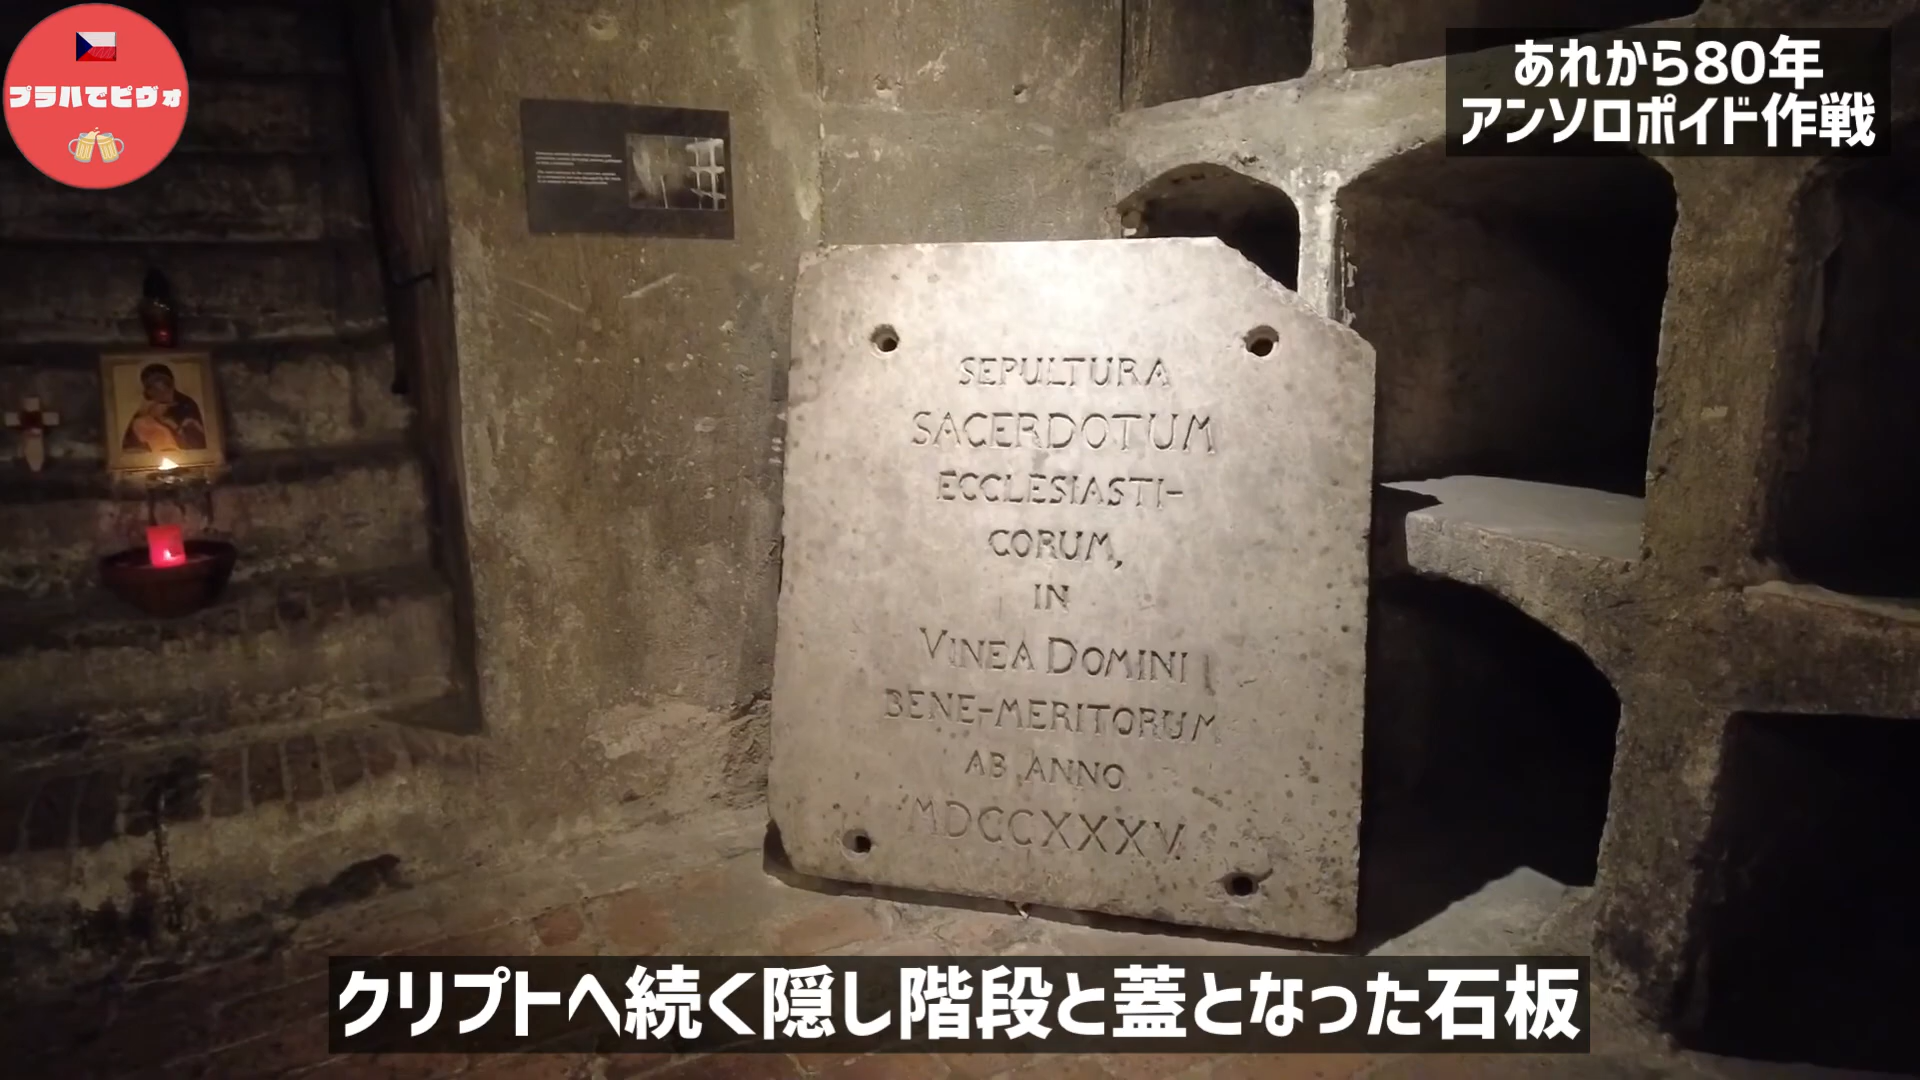 プラハでピヴォ
あれから80年
アンソロポイド作戦
SEPULTURA
SACERDOTUM
ECCLESIASTI-
CORUM,
IN
VINEA DOMINI
BENE-MERITORUM
AB ANNO
MDCCXXXV
クリプトへ続く隠し階段と蓋となった石板